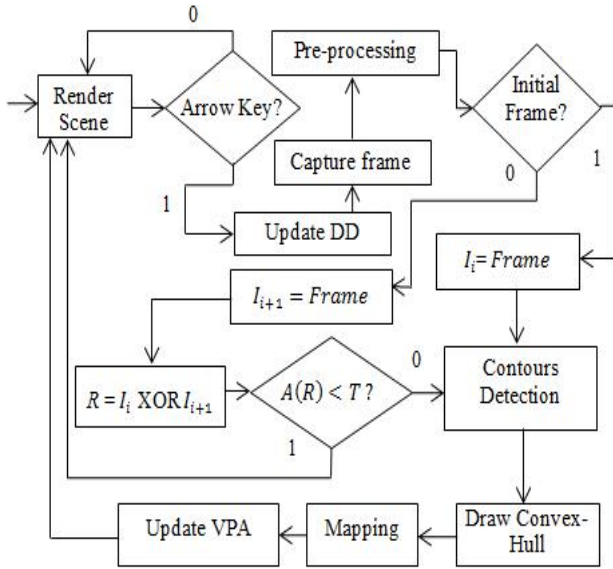 0
Pre-processing
Initial
Frame?
Render
Scene
Arrow Key?
Capture frame
1
0
1
Update DD
I_i= Frame
I_{i+1} = Frame
0
Contours
Detection
R = I_i XOR I_{i+1}
A(R) < T ?
1
Update VPA
Mapping
Draw Convex-
Hull